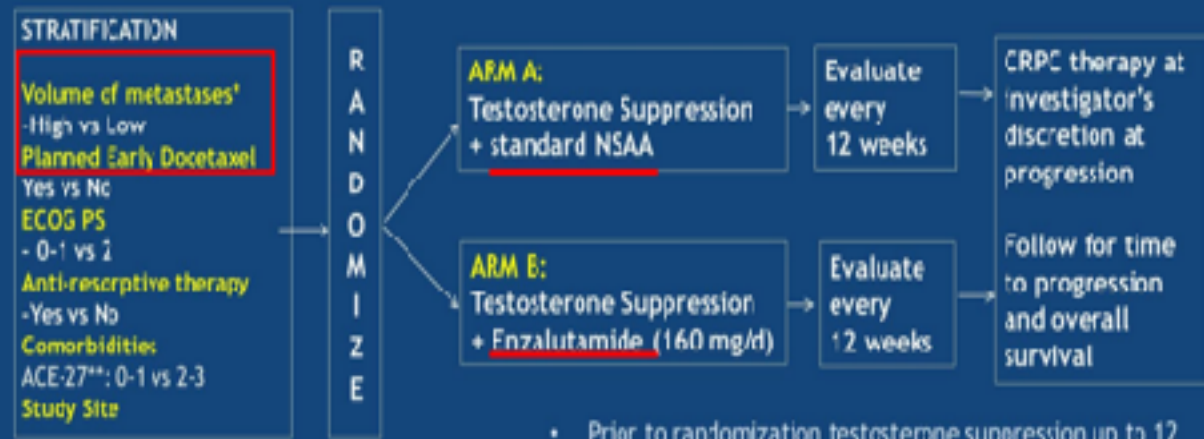 STRATIFICATION
Volume of metastases*
-High vs Low
Planned Early Docetaxel
Yes vs No
ECOG PS
- 0-1 vs 2
Anti-resorptive therapy
-Yes vs No
Comorbidities
ACE-27**: 0-1 vs 2-3
Study Site
R
A
N
D
O
M
I
Z
E
ARM A:
Testosterone Suppression
+ standard NSAA
Evaluate
every
12 weeks
ARM B:
Testosterone Suppression
+ Enzalutamide (160 mg/d)
Evaluate
every
12 weeks
CRPC therapy at
investigator's
discretion at
progression
Follow for time
to progression
and overall
survival
• Prior to randomization testosterone suppression up to 12